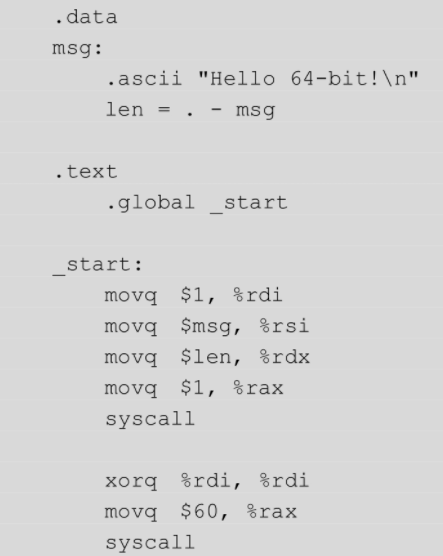 .data
msg:
    .ascii "Hello 64-bit!\n"
    len = . - msg

.text
    .global _start

_start:
    movq  $1, %rdi
    movq  $msg, %rsi
    movq  $len, %rdx
    movq  $1, %rax
    syscall

    xorq  %rdi, %rdi
    movq  $60, %rax
    syscall